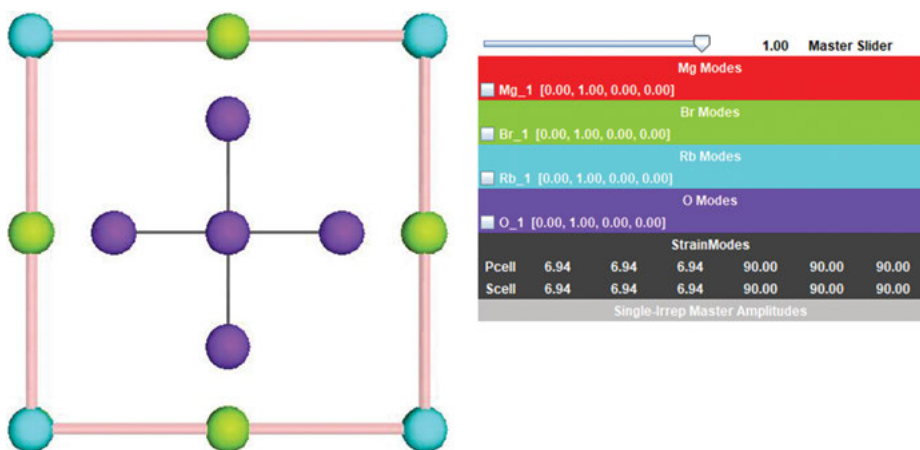 1.00 Master Slider
Mg Modes
Mg_1 [0.00, 1.00, 0.00, 0.00]
Br Modes
Br_1 [0.00, 1.00, 0.00, 0.00]
Rb Modes
Rb_1 [0.00, 1.00, 0.00, 0.00]
O Modes
O_1 [0.00, 1.00, 0.00, 0.00]
StrainModes
Pcell 6.94 6.94 6.94 90.00 90.00 90.00
Scell 6.94 6.94 6.94 90.00 90.00 90.00
Single-Irrep Master Amplitudes